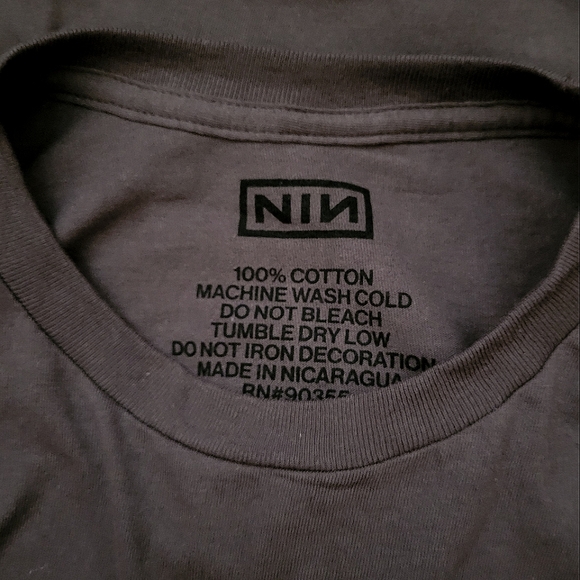 NIN
100% COTTON
MACHINE WASH COLD
DO NOT BLEACH
TUMBLE DRY LOW
DO NOT IRON DECORATION
MADE IN NICARAGUA